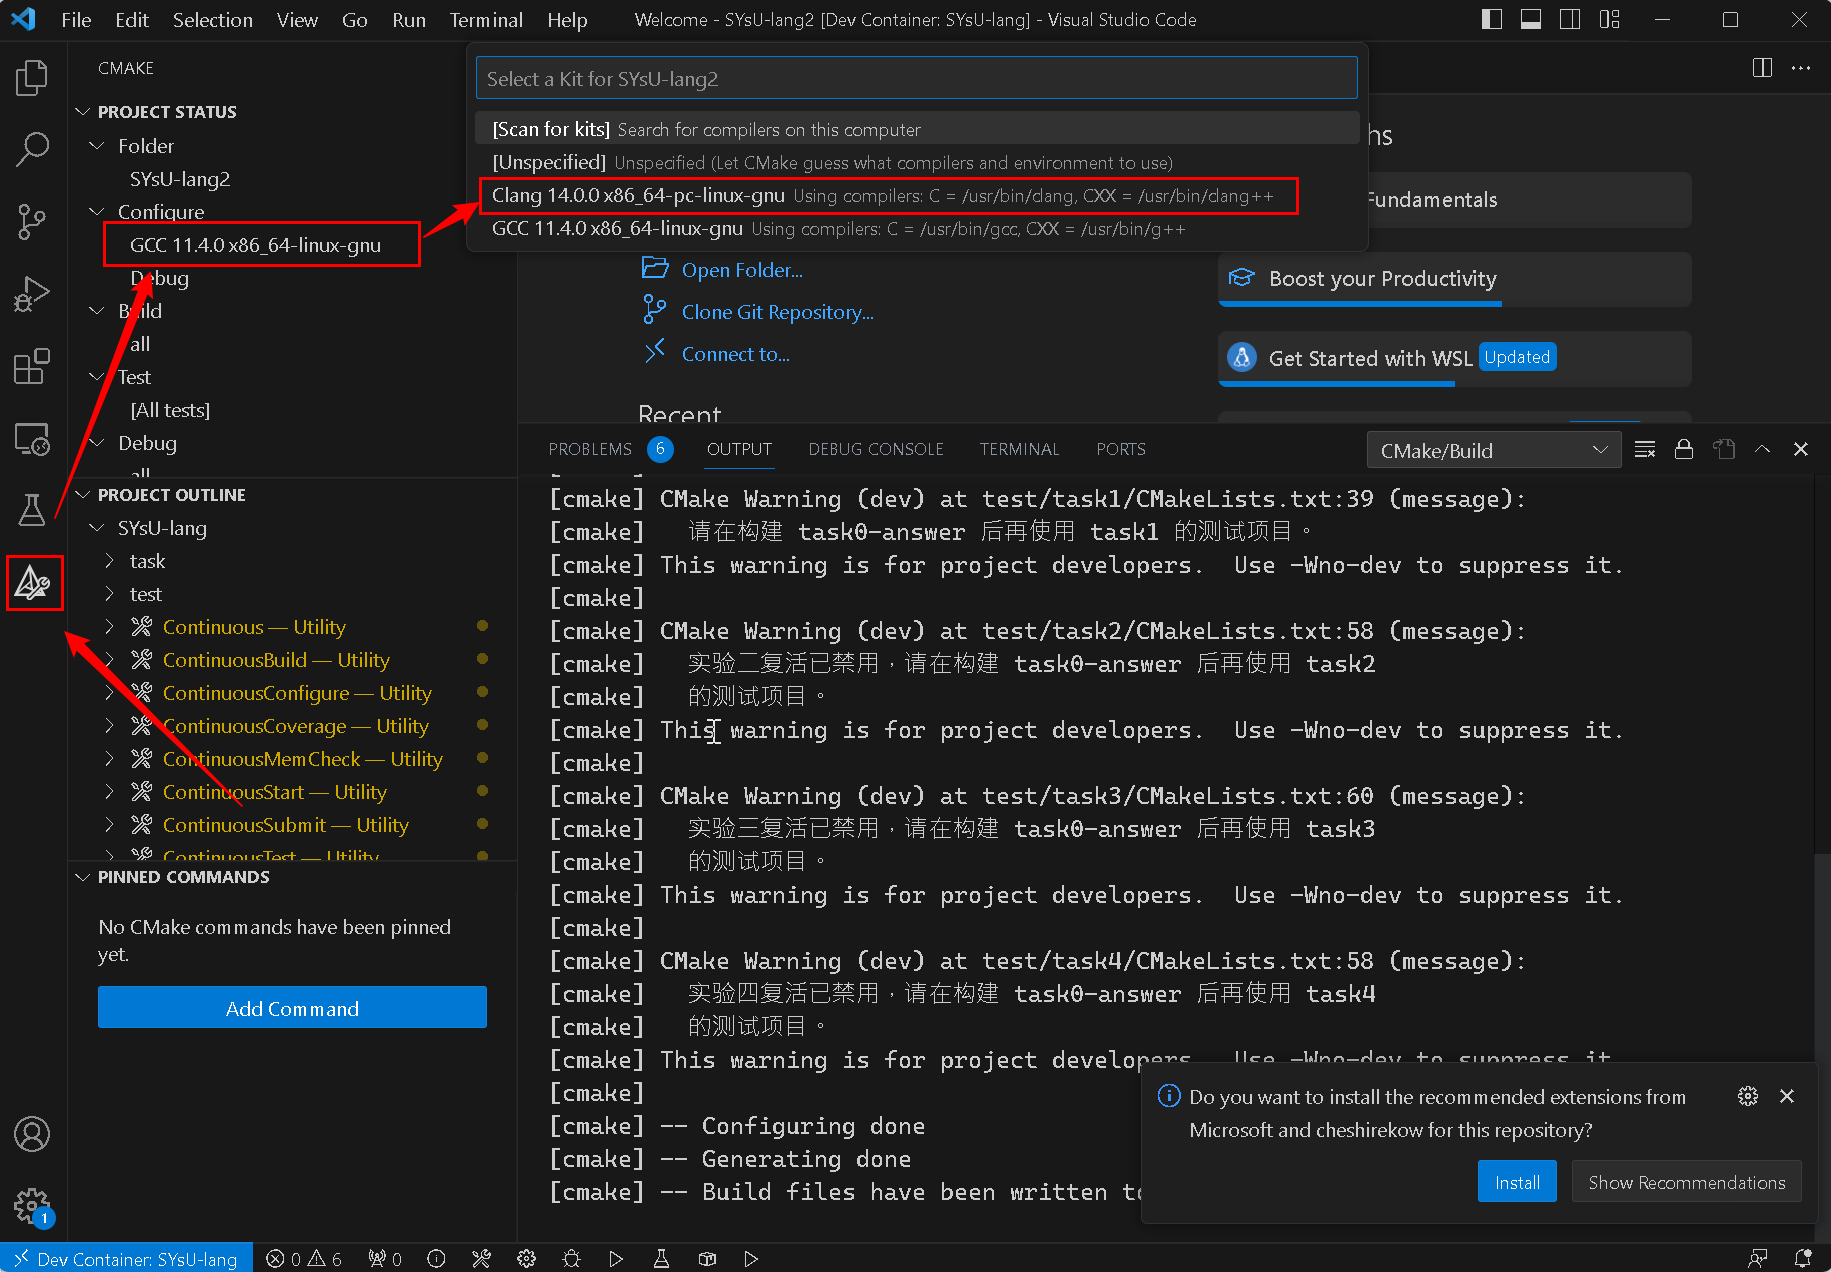 File Edit Selection View Go Run Terminal Help
Welcome - SYsU-lang2 [Dev Container: SYsU-lang] - Visual Studio Code
CMAKE
PROJECT STATUS
Folder
SYsU-lang2
Configure
GCC 11.4.0 x86_64-linux-gnu
Debug
Build
all
Test
[All tests]
Debug
all
PROJECT OUTLINE
SYsU-lang
task
test
Continuous — Utility
ContinuousBuild — Utility
ContinuousConfigure — Utility
ContinuousCoverage — Utility
ContinuousMemCheck — Utility
ContinuousStart — Utility
ContinuousSubmit — Utility
ContinuousTest — Utility
PINNED COMMANDS
No CMake commands have been pinned
yet.
Add Command
Select a Kit for SYsU-lang2
[Scan for kits] Search for compilers on this computer
[Unspecified] Unspecified (Let CMake guess what compilers and environment to use)
Clang 14.0.0 x86_64-pc-linux-gnu Using compilers: C = /usr/bin/clang, CXX = /usr/bin/clang++
GCC 11.4.0 x86_64-linux-gnu Using compilers: C = /usr/bin/gcc, CXX = /usr/bin/g++
Open Folder...
Clone Git Repository...
Connect to...
Recent
hs
Fundamentals
Boost your Productivity
Get Started with WSL Updated
PROBLEMS 6 OUTPUT DEBUG CONSOLE TERMINAL PORTS
CMake/Build
[cmake] CMake Warning (dev) at test/task1/CMakeLists.txt:39 (message):
[cmake]   请在构建 task0-answer 后再使用 task1 的测试项目。
[cmake] This warning is for project developers.  Use -Wno-dev to suppress it.
[cmake]
[cmake] CMake Warning (dev) at test/task2/CMakeLists.txt:58 (message):
[cmake]   实验二复活已禁用，请在构建 task0-answer 后再使用 task2
[cmake]   的测试项目。
[cmake] This warning is for project developers.  Use -Wno-dev to suppress it.
[cmake]
[cmake] CMake Warning (dev) at test/task3/CMakeLists.txt:60 (message):
[cmake]   实验三复活已禁用，请在构建 task0-answer 后再使用 task3
[cmake]   的测试项目。
[cmake] This warning is for project developers.  Use -Wno-dev to suppress it.
[cmake]
[cmake] CMake Warning (dev) at test/task4/CMakeLists.txt:58 (message):
[cmake]   实验四复活已禁用，请在构建 task0-answer 后再使用 task4
[cmake]   的测试项目。
[cmake] This warning is for project developers.  Use -Wno-dev to suppress it.
[cmake]
[cmake] -- Configuring done
[cmake] -- Generating done
[cmake] -- Build files have been written to
Do you want to install the recommended extensions from
Microsoft and cheshirekow for this repository?
Install
Show Recommendations
1
Dev Container: SYsU-lang 0 6 0